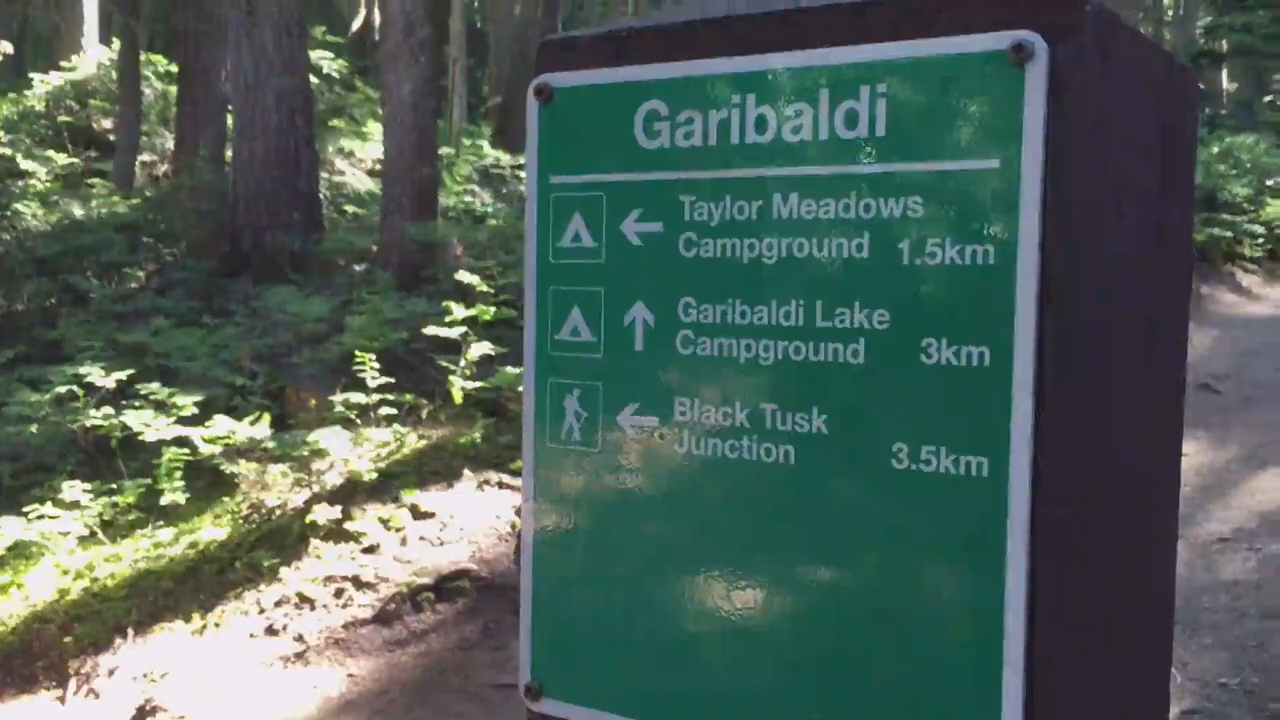 Garibaldi
Taylor Meadows
Campground 1.5km
Garibaldi Lake
Campground 3km
Black Tusk
Junction 3.5km